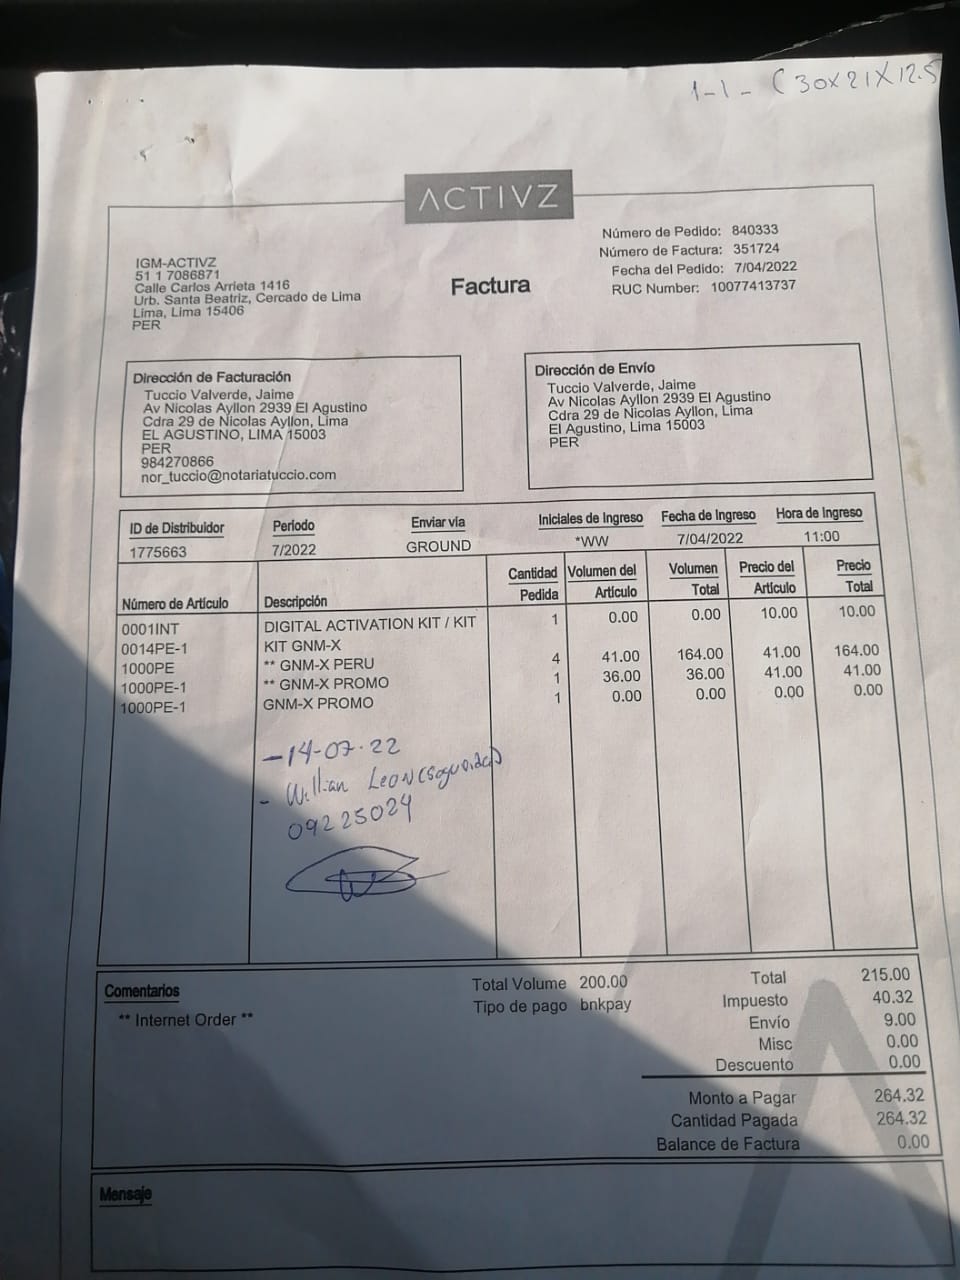 1-1- (30X21X12.5
ACTIVZ
IGM-ACTIVZ
51 1 7086871
Calle Carlos Arrieta 1416
Urb. Santa Beatriz, Cercado de Lima
Lima, Lima 15406
PER
Factura
Número de Pedido: 840333
Número de Factura: 351724
Fecha del Pedido: 7/04/2022
RUC Number: 10077413737
Dirección de Facturación
Tuccio Valverde, Jaime
Av Nicolas Ayllon 2939 El Agustino
Cdra 29 de Nicolas Ayllon, Lima
EL AGUSTINO, LIMA 15003
PER
984270866
nor_tuccio@notariatuccio.com
Dirección de Envío
Tuccio Valverde, Jaime
Av Nicolas Ayllon 2939 El Agustino
Cdra 29 de Nicolas Ayllon, Lima
El Agustino, Lima 15003
PER
ID de Distribuidor Periodo Enviar vía Iniciales de Ingreso Fecha de Ingreso Hora de Ingreso
1775663 7/2022 GROUND *WW 7/04/2022 11:00
Número de Artículo Descripción Cantidad Pedida Volumen del Artículo Volumen Total Precio del Artículo Precio Total
0001INT DIGITAL ACTIVATION KIT / KIT 1 0.00 0.00 10.00 10.00
0014PE-1 KIT GNM-X
1000PE ** GNM-X PERU 4 41.00 164.00 41.00 164.00
1000PE-1 ** GNM-X PROMO 1 36.00 36.00 41.00 41.00
1000PE-1 GNM-X PROMO 1 0.00 0.00 0.00 0.00
-14-07-22
- Willian Leon (Seguridad)
09225024
Comentarios
** Internet Order **
Total Volume 200.00
Tipo de pago bnkpay
Total 215.00
Impuesto 40.32
Envío 9.00
Misc 0.00
Descuento 0.00
Monto a Pagar 264.32
Cantidad Pagada 264.32
Balance de Factura 0.00
Mensaje